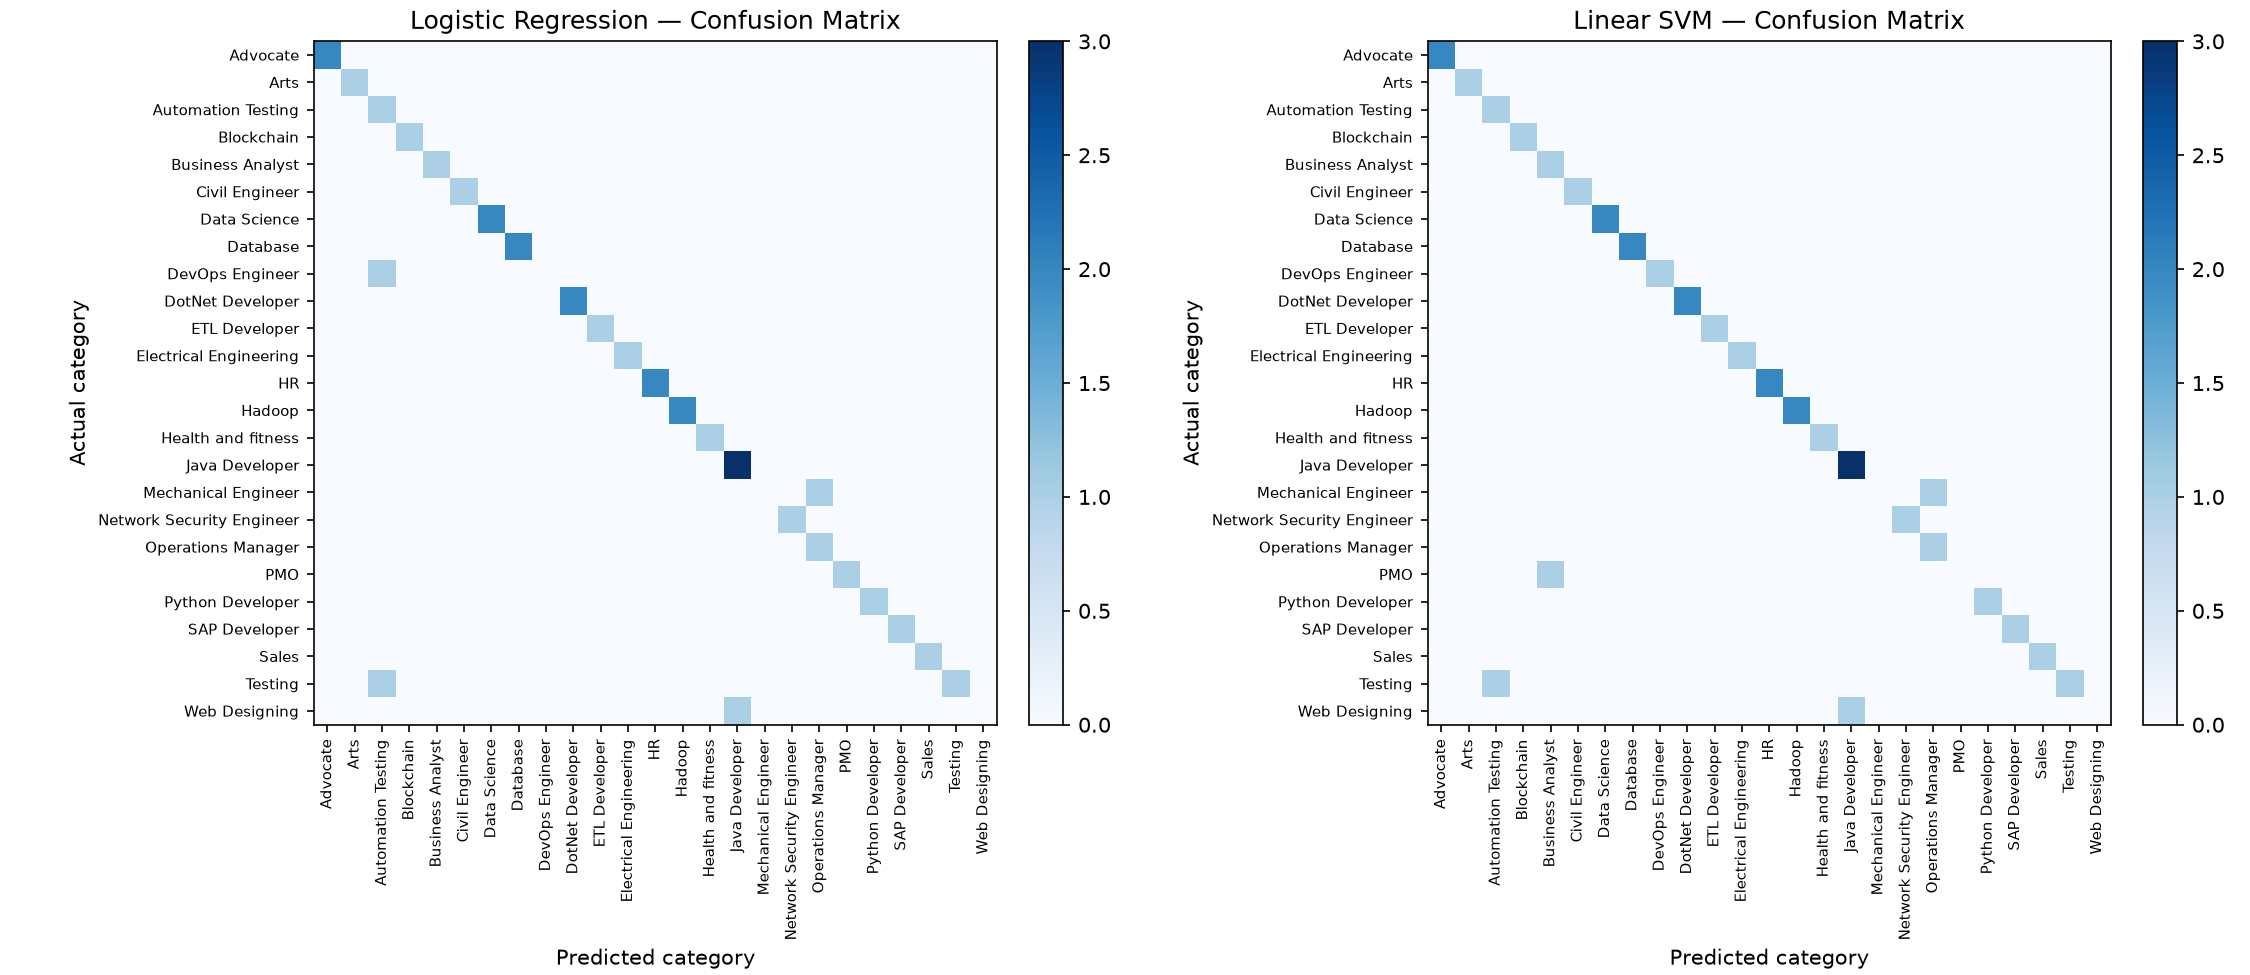 Logistic Regression — Confusion Matrix
Actual category
Advocate
Arts
Automation Testing
Blockchain
Business Analyst
Civil Engineer
Data Science
Database
DevOps Engineer
DotNet Developer
ETL Developer
Electrical Engineering
HR
Hadoop
Health and fitness
Java Developer
Mechanical Engineer
Network Security Engineer
Operations Manager
PMO
Python Developer
SAP Developer
Sales
Testing
Web Designing
Advocate
Arts
Automation Testing
Blockchain
Business Analyst
Civil Engineer
Data Science
Database
DevOps Engineer
DotNet Developer
ETL Developer
Electrical Engineering
HR
Hadoop
Health and fitness
Java Developer
Mechanical Engineer
Network Security Engineer
Operations Manager
PMO
Python Developer
SAP Developer
Sales
Testing
Web Designing
Predicted category
3.0
2.5
2.0
1.5
1.0
0.5
0.0
Linear SVM — Confusion Matrix
Actual category
Advocate
Arts
Automation Testing
Blockchain
Business Analyst
Civil Engineer
Data Science
Database
DevOps Engineer
DotNet Developer
ETL Developer
Electrical Engineering
HR
Hadoop
Health and fitness
Java Developer
Mechanical Engineer
Network Security Engineer
Operations Manager
PMO
Python Developer
SAP Developer
Sales
Testing
Web Designing
Advocate
Arts
Automation Testing
Blockchain
Business Analyst
Civil Engineer
Data Science
Database
DevOps Engineer
DotNet Developer
ETL Developer
Electrical Engineering
HR
Hadoop
Health and fitness
Java Developer
Mechanical Engineer
Network Security Engineer
Operations Manager
PMO
Python Developer
SAP Developer
Sales
Testing
Web Designing
Predicted category
3.0
2.5
2.0
1.5
1.0
0.5
0.0